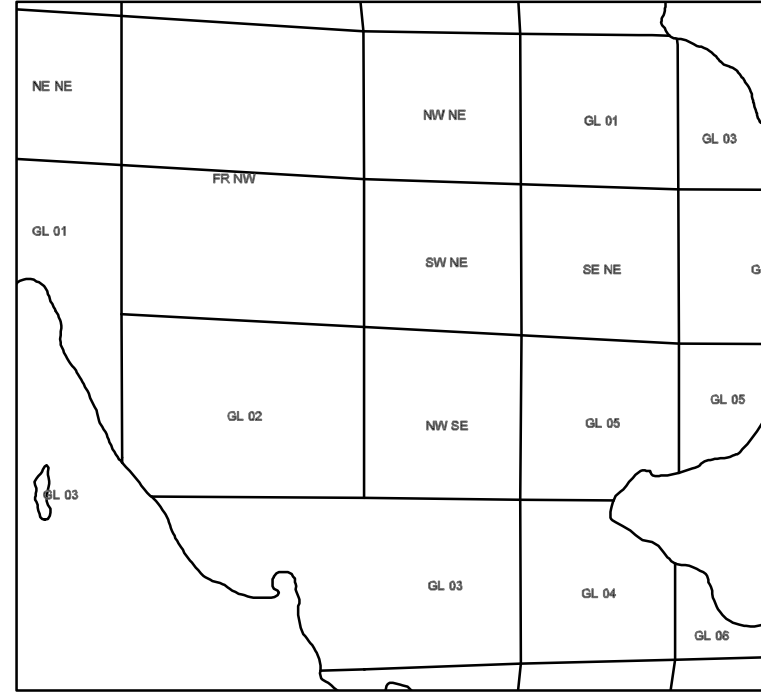 NE NE
NW NE
GL 01
GL 03
FR NW
GL 01
SW NE
SE NE
G
GL 02
NW SE
GL 05
GL 05
GL 03
GL 03
GL 04
GL 06